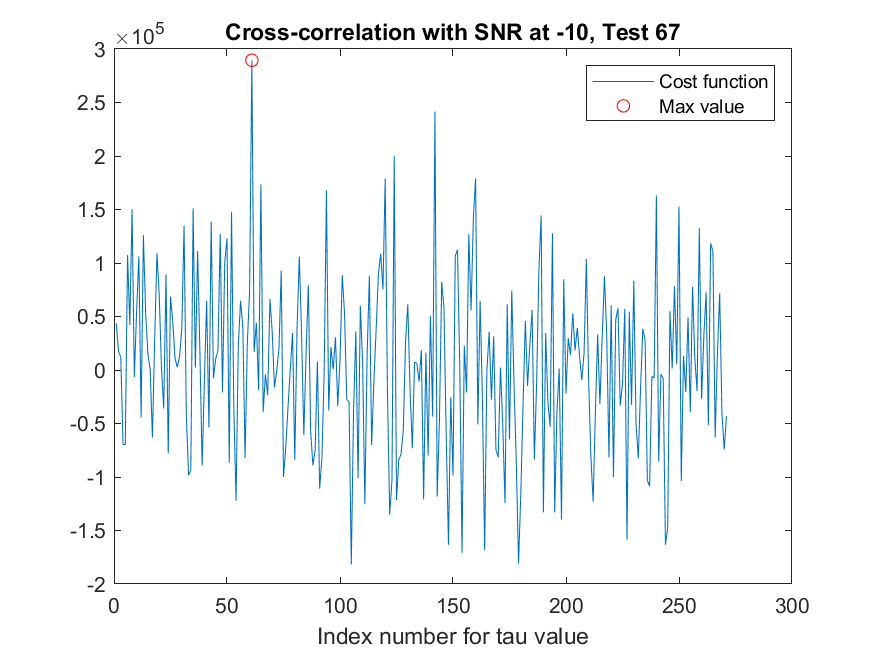 Cross-correlation with SNR at -10, Test 67
×10⁵
3
2.5
2
1.5
1
0.5
0
-0.5
-1
-1.5
-2
Cost function
Max value
0 50 100 150 200 250 300
Index number for tau value